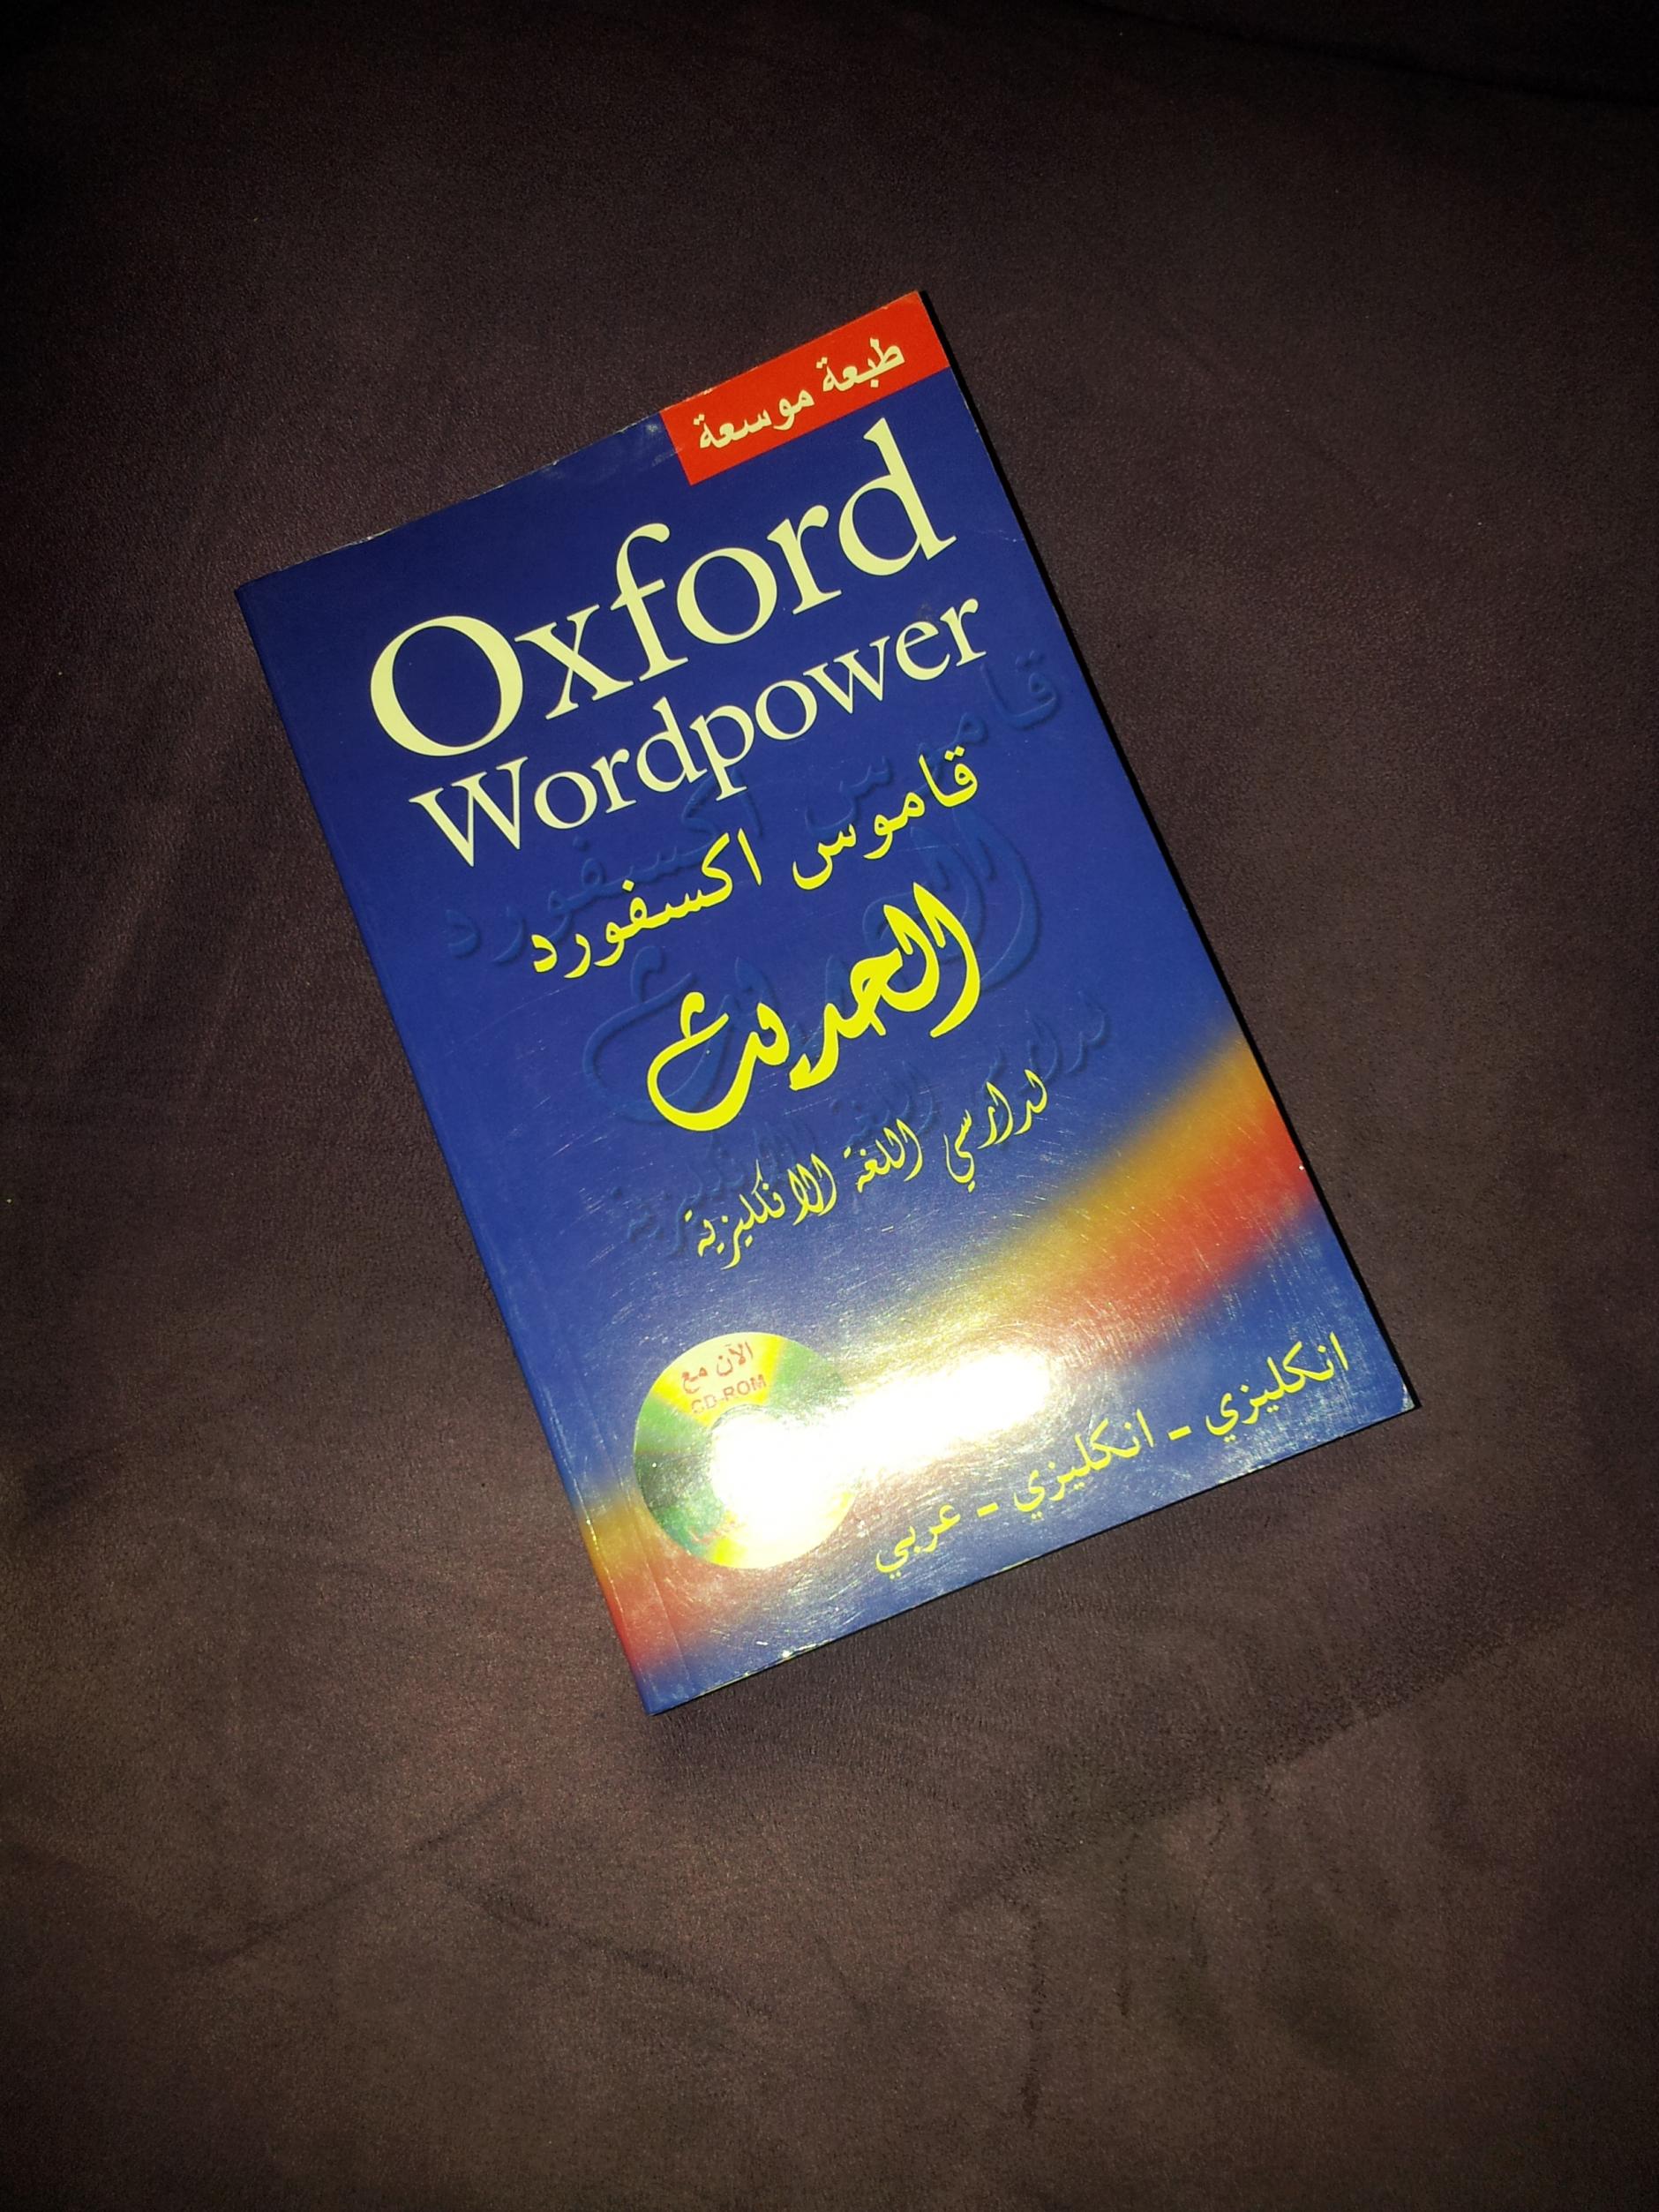 طبعة موسعة
Oxford
Wordpower
قاموس اكسفورد
الحديث
لدارسي اللغة الانكليزية
الآن مع
CD-ROM
انكليزي - انكليزي - عربي